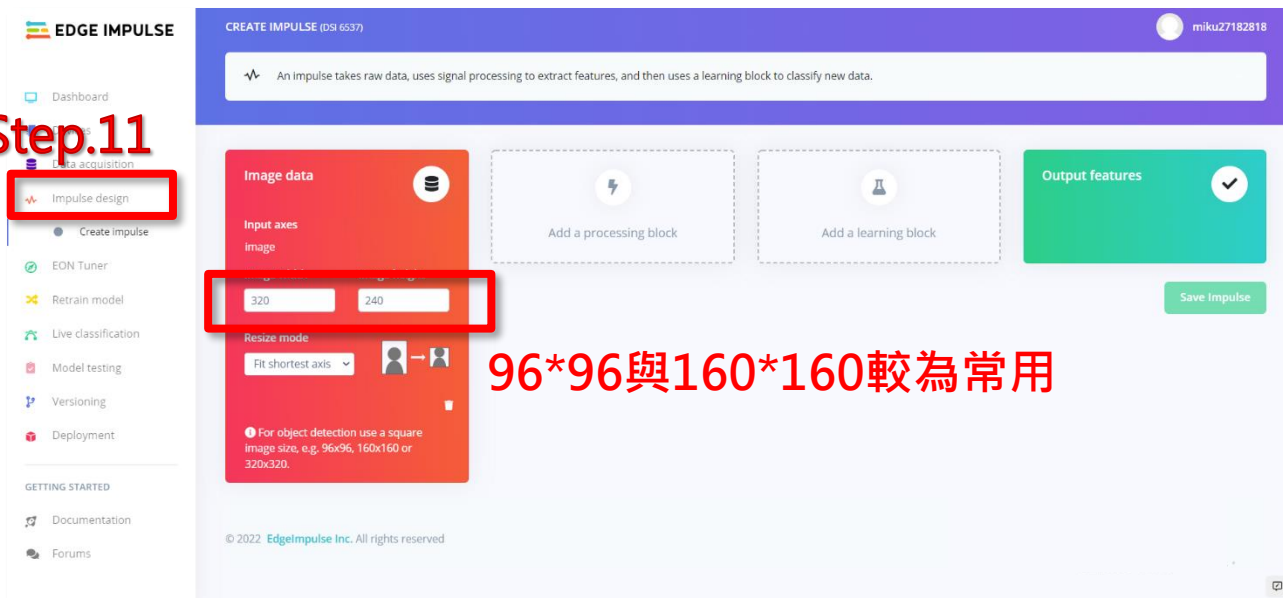 EDGE IMPULSE
CREATE IMPULSE (DSI 6537)
miku27182818
An impulse takes raw data, uses signal processing to extract features, and then uses a learning block to classify new data.
Dashboard
Step.11
Data acquisition
Impulse design
Create impulse
EON Tuner
Retrain model
Live classification
Model testing
Versioning
Deployment
GETTING STARTED
Documentation
Forums
Image data
Input axes
image
320
240
Resize mode
Fit shortest axis
For object detection use a square
image size, e.g. 96x96, 160x160 or
320x320.
Add a processing block
Add a learning block
Output features
Save Impulse
96*96與160*160較為常用
© 2022 EdgeImpulse Inc. All rights reserved